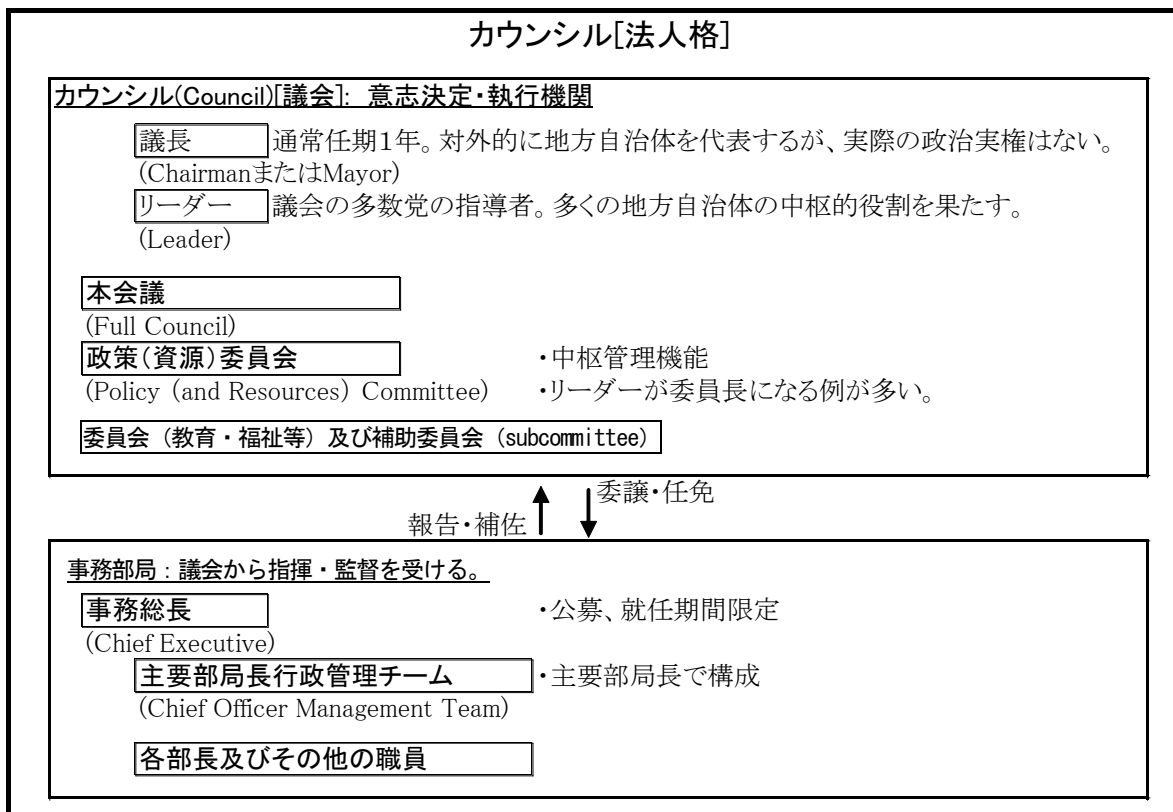 カウンシル[法人格]
カウンシル(Council)[議会]: 意志決定・執行機関
議長 通常任期1年。対外的に地方自治体を代表するが、実際の政治実権はない。
(ChairmanまたはMayor)
リーダー 議会の多数党の指導者。多くの地方自治体の中枢的役割を果たす。
(Leader)
本会議
(Full Council)
政策(資源)委員会 ・中枢管理機能
(Policy (and Resources) Committee) ・リーダーが委員長になる例が多い。
委員会(教育・福祉等)及び補助委員会(subcommittee)
委譲・任免
報告・補佐
事務部局：議会から指揮・監督を受ける。
事務総長 ・公募、就任期間限定
(Chief Executive)
主要部局長行政管理チーム ・主要部局長で構成
(Chief Officer Management Team)
各部長及びその他の職員